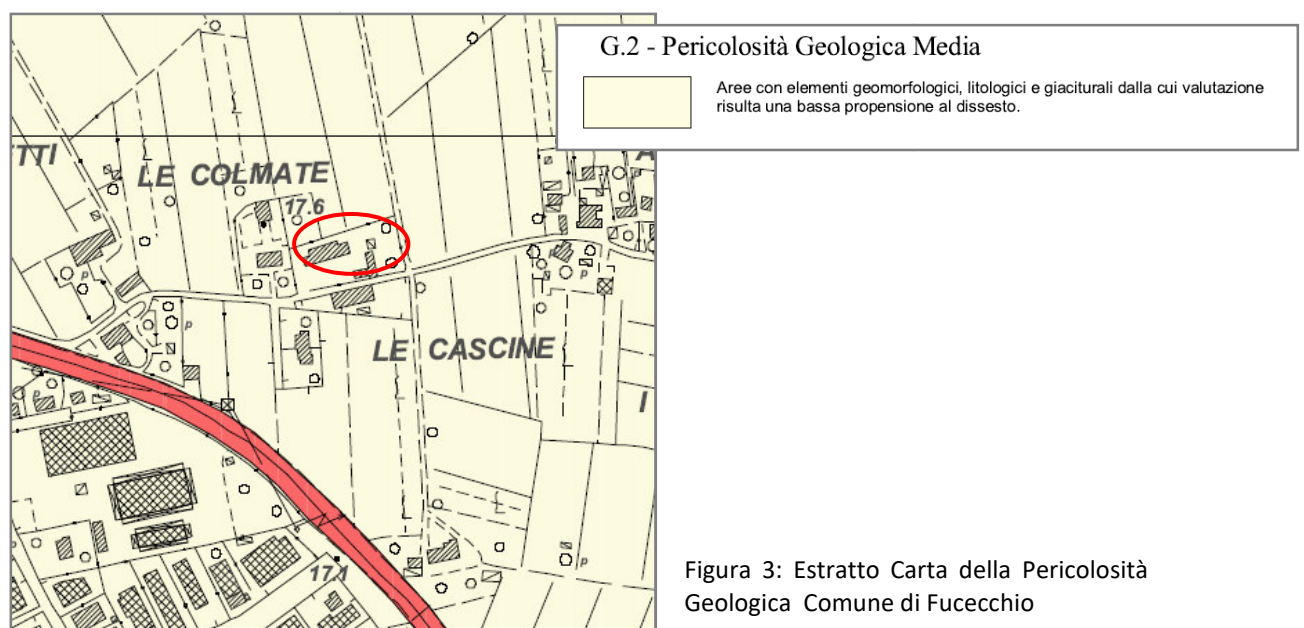 G.2 - Pericolosità Geologica Media
Aree con elementi geomorfologici, litologici e giaciturali dalla cui valutazione
risulta una bassa propensione al dissesto.
TTI
LE COLMATE
17.6
A
p
p
p
LE CASCINE
I
p
p
17.1
Figura 3: Estratto Carta della Pericolosità
Geologica Comune di Fucecchio